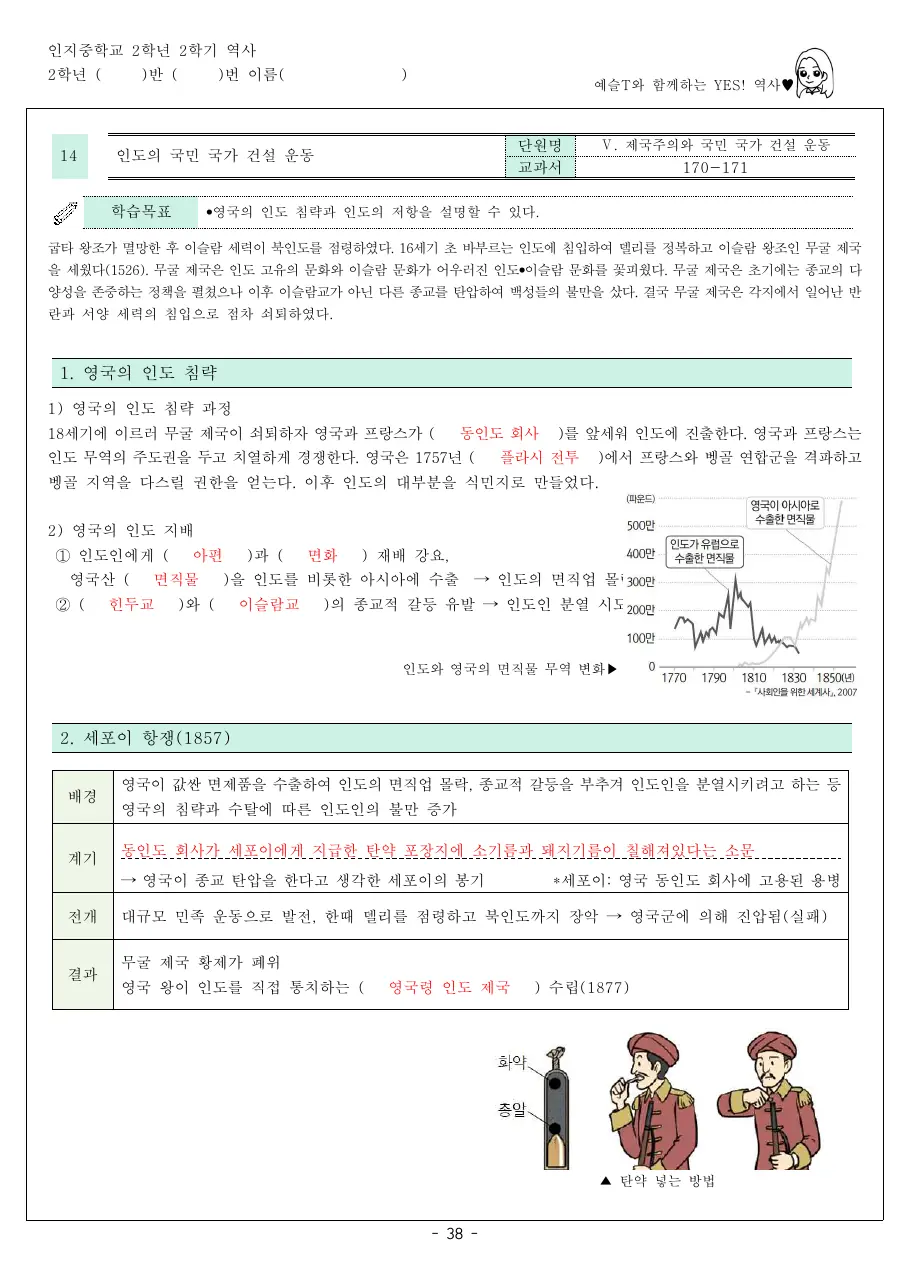 인지중학교 2학년 2학기 역사
2학년 (     )반 (     )번 이름(               )
예슬T와 함께하는 YES! 역사♥
14 인도의 국민 국가 건설 운동
단원명 Ⅴ. 제국주의와 국민 국가 건설 운동
교과서 170-171
학습목표 •영국의 인도 침략과 인도의 저항을 설명할 수 있다.
굽타 왕조가 멸망한 후 이슬람 세력이 북인도를 점령하였다. 16세기 초 바부르는 인도에 침입하여 델리를 정복하고 이슬람 왕조인 무굴 제국
을 세웠다(1526). 무굴 제국은 인도 고유의 문화와 이슬람 문화가 어우러진 인도•이슬람 문화를 꽃피웠다. 무굴 제국은 초기에는 종교의 다
양성을 존중하는 정책을 펼쳤으나 이후 이슬람교가 아닌 다른 종교를 탄압하여 백성들의 불만을 샀다. 결국 무굴 제국은 각지에서 일어난 반
란과 서양 세력의 침입으로 점차 쇠퇴하였다.
1. 영국의 인도 침략
1) 영국의 인도 침략 과정
18세기에 이르러 무굴 제국이 쇠퇴하자 영국과 프랑스가 ( 동인도 회사 )를 앞세워 인도에 진출한다. 영국과 프랑스는
인도 무역의 주도권을 두고 치열하게 경쟁한다. 영국은 1757년 ( 플라시 전투 )에서 프랑스와 벵골 연합군을 격파하고
벵골 지역을 다스릴 권한을 얻는다. 이후 인도의 대부분을 식민지로 만들었다.
2) 영국의 인도 지배
① 인도인에게 ( 아편 )과 ( 면화 ) 재배 강요,
영국산 ( 면직물 )을 인도를 비롯한 아시아에 수출 → 인도의 면직업 몰
② ( 힌두교 )와 ( 이슬람교 )의 종교적 갈등 유발 → 인도인 분열 시도
(파운드)
500만
400만
300만
200만
100만
0
영국이 아시아로
수출한 면직물
인도가 유럽으로
수출한 면직물
1770 1790 1810 1830 1850(년)
-『사회인을 위한 세계사』, 2007
인도와 영국의 면직물 무역 변화▶
2. 세포이 항쟁(1857)
배경
영국이 값싼 면제품을 수출하여 인도의 면직업 몰락, 종교적 갈등을 부추겨 인도인을 분열시키려고 하는 등
영국의 침략과 수탈에 따른 인도인의 불만 증가
계기
동인도 회사가 세포이에게 지급한 탄약 포장지에 소기름과 돼지기름이 칠해져있다는 소문
→ 영국이 종교 탄압을 한다고 생각한 세포이의 봉기 *세포이: 영국 동인도 회사에 고용된 용병
전개
대규모 민족 운동으로 발전, 한때 델리를 점령하고 북인도까지 장악 → 영국군에 의해 진압됨(실패)
결과
무굴 제국 황제가 폐위
영국 왕이 인도를 직접 통치하는 ( 영국령 인도 제국 ) 수립(1877)
화약
총알
▲ 탄약 넣는 방법
- 38 -